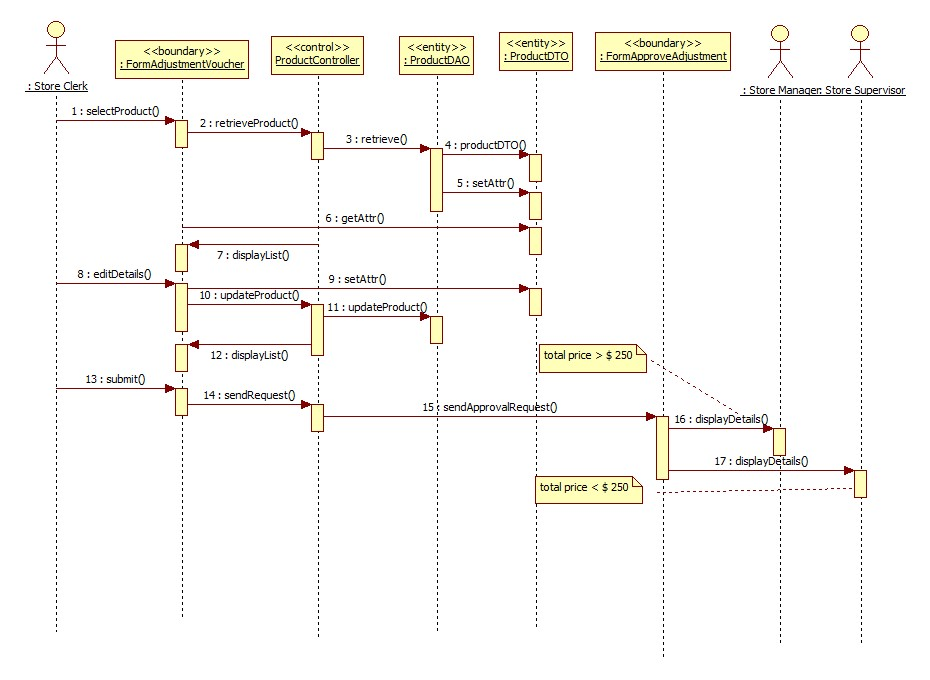 : Store Clerk
<<boundary>>
: FormAdjustmentVoucher
<<control>>
ProductController
<<entity>>
: ProductDAO
<<entity>>
: ProductDTO
<<boundary>>
: FormApproveAdjustment
: Store Manager
: Store Supervisor
1 : selectProduct()
2 : retrieveProduct()
3 : retrieve()
4 : productDTO()
5 : setAttr()
6 : getAttr()
7 : displayList()
8 : editDetails()
9 : setAttr()
10 : updateProduct()
11 : updateProduct()
12 : displayList()
total price > $ 250
13 : submit()
14 : sendRequest()
15 : sendApprovalRequest()
16 : displayDetails()
17 : displayDetails()
total price < $ 250